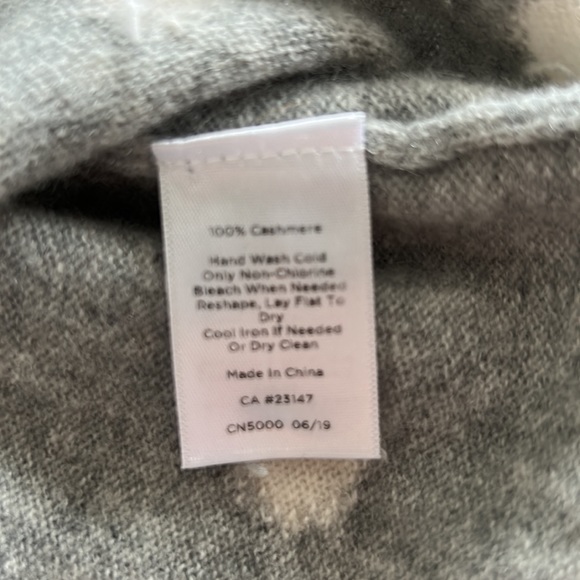 100% Cashmere
Hand Wash Cold
Only Non-Chlorine
Bleach When Needed
Reshape, Lay Flat To
Dry
Cool Iron If Needed
Or Dry Clean
Made In China
CA #23147
CN5000 06/19